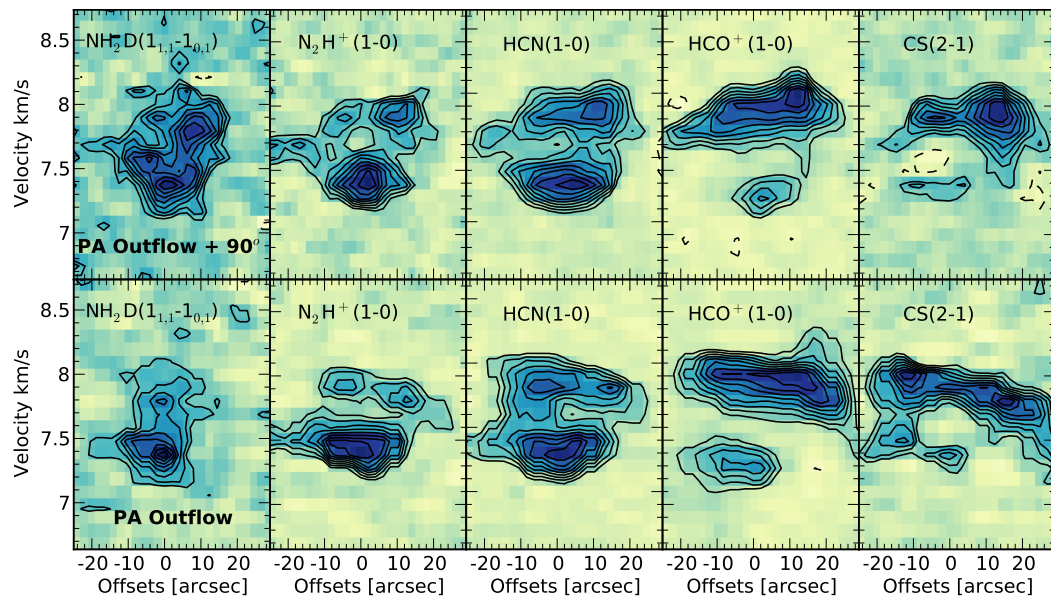 NH₂D(1₁,₁-1₀,₁) N₂H⁺(1-0) HCN(1-0) HCO⁺(1-0) CS(2-1)
8.5
8
7.5
7
Velocity km/s
PA Outflow + 90°
NH₂D(1₁,₁-1₀,₁) N₂H⁺(1-0) HCN(1-0) HCO⁺(1-0) CS(2-1)
8.5
8
7.5
7
Velocity km/s
PA Outflow
-20 -10 0 10 20 -20 -10 0 10 20 -20 -10 0 10 20 -20 -10 0 10 20 -20 -10 0 10 20
Offsets [arcsec] Offsets [arcsec] Offsets [arcsec] Offsets [arcsec] Offsets [arcsec]